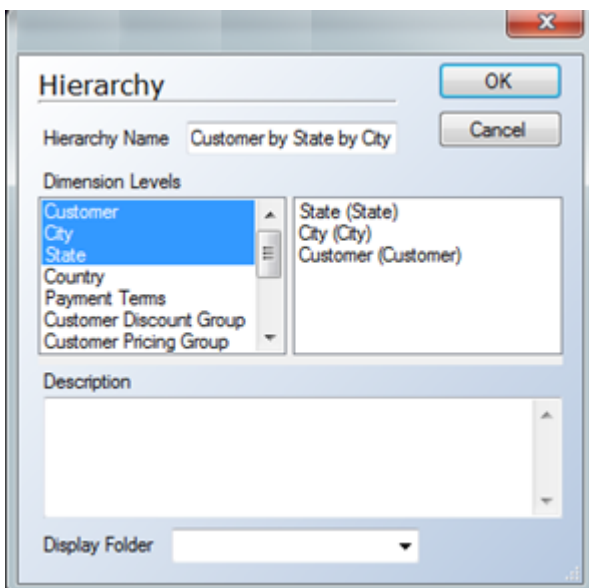 Hierarchy
OK
Hierarchy Name Customer by State by City
Cancel
Dimension Levels
Customer
City
State
Country
Payment Terms
Customer Discount Group
Customer Pricing Group
State (State)
City (City)
Customer (Customer)
Description
Display Folder